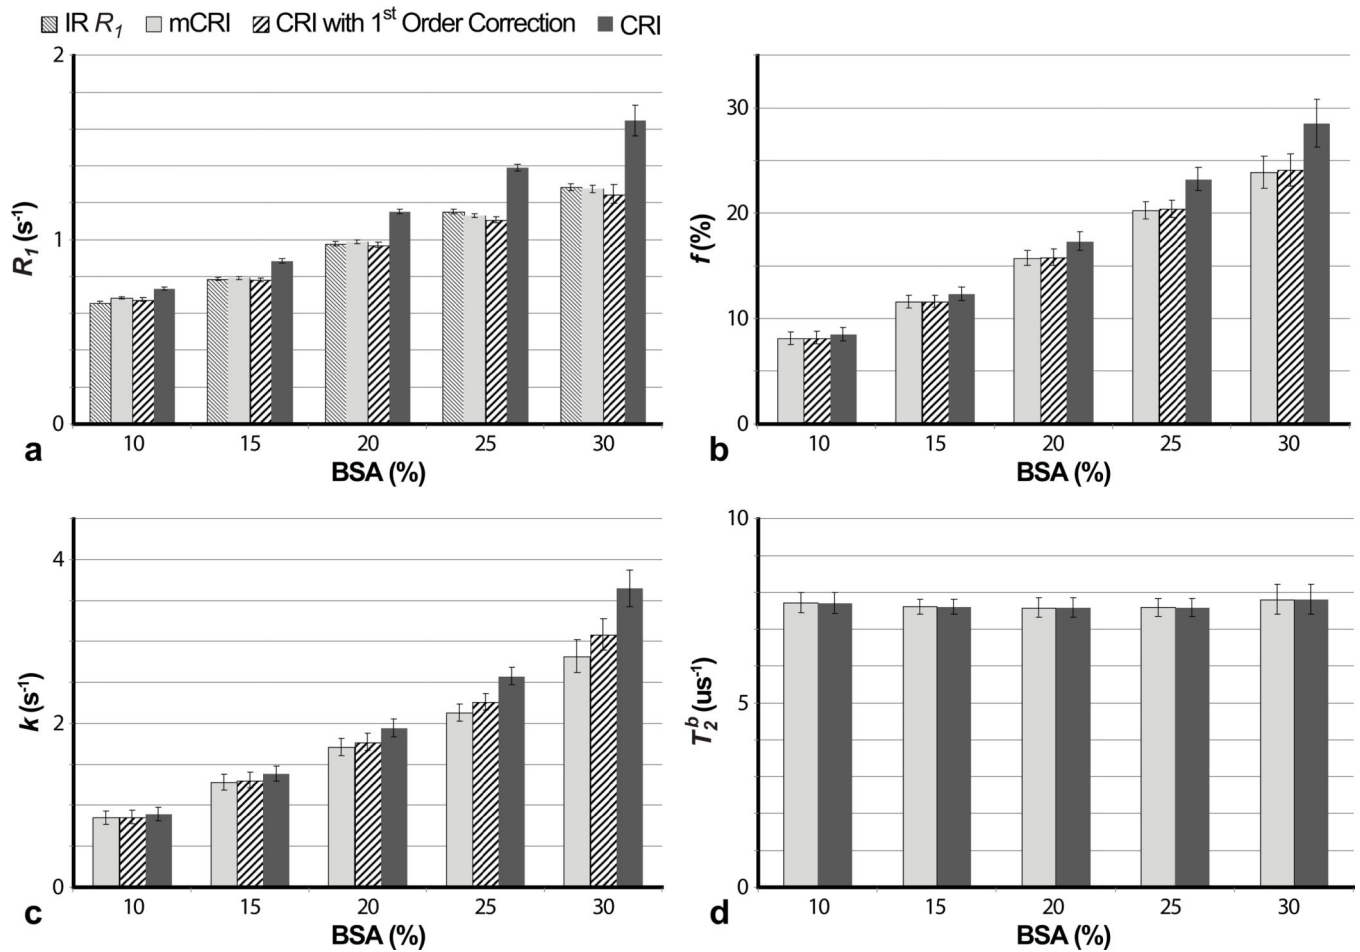 IR R1 mCRI CRI with 1st Order Correction CRI
2
1
0
R1 (s-1)
10 15 20 25 30
BSA (%)
a
30
20
10
0
f (%)
10 15 20 25 30
BSA (%)
b
4
2
0
k (s-1)
10 15 20 25 30
BSA (%)
c
10
5
0
T2b (us-1)
10 15 20 25 30
BSA (%)
d